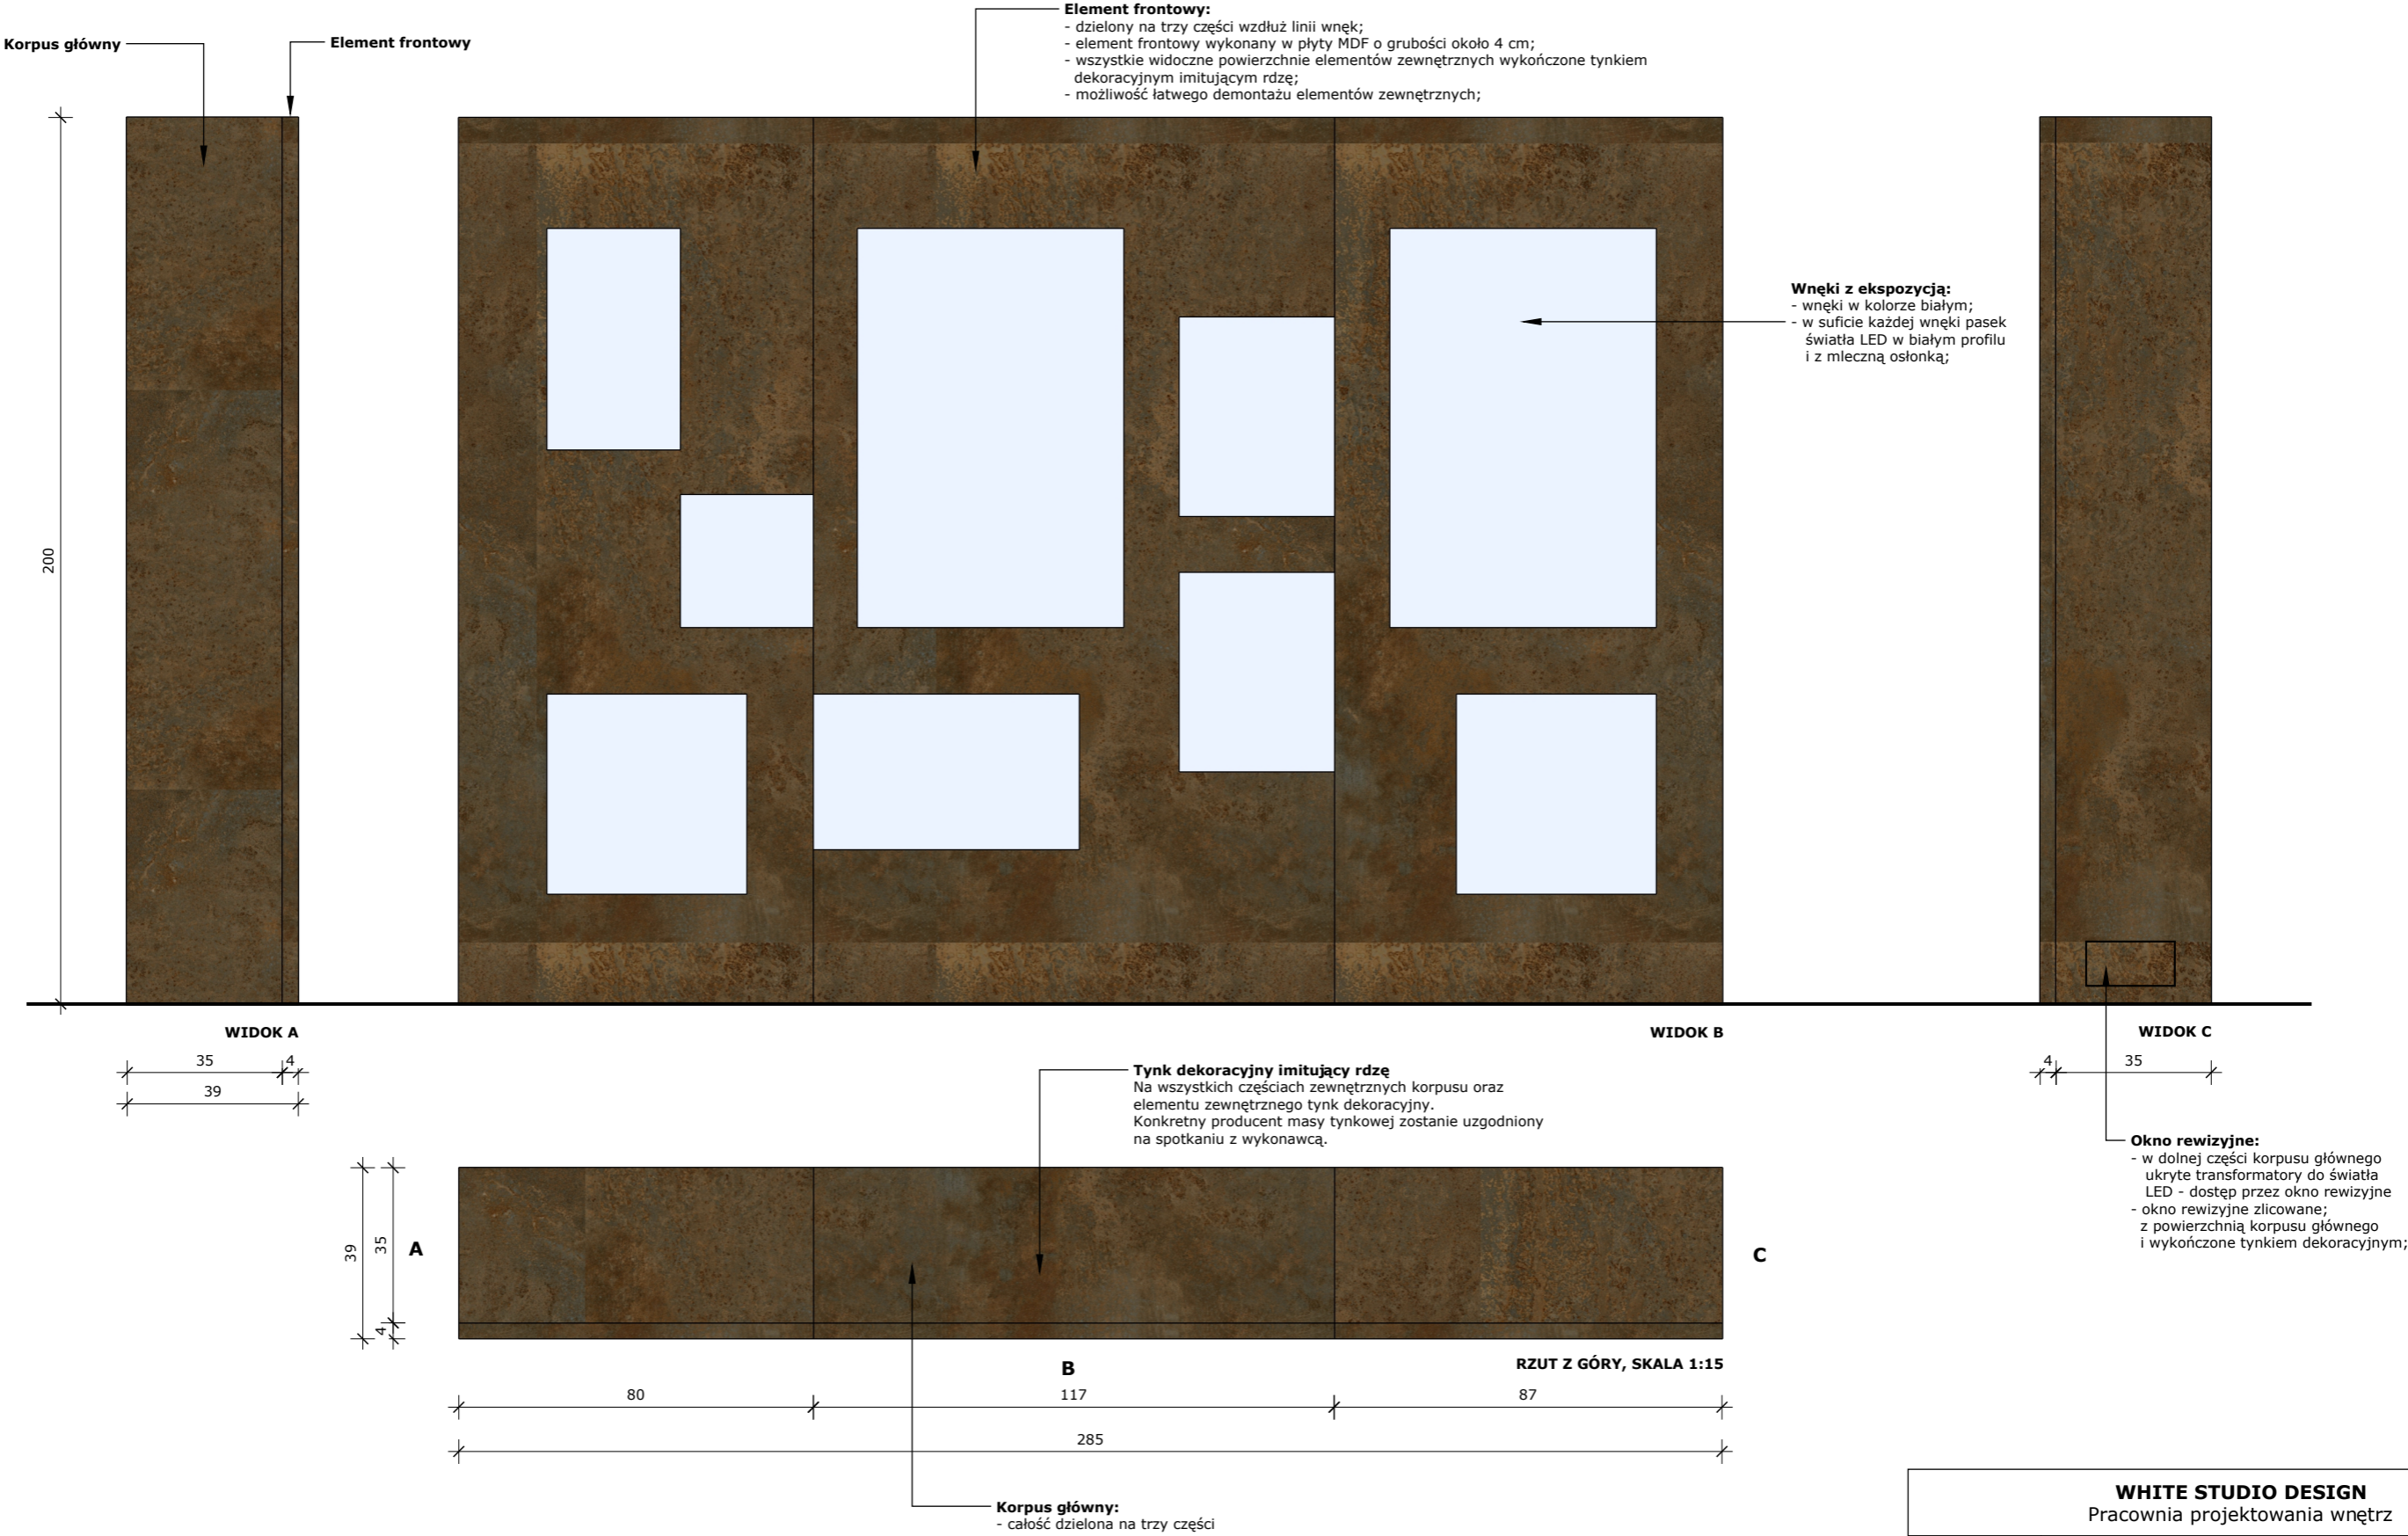 Element frontowy:
- dzielony na trzy części wzdłuż linii wnęk;
- element frontowy wykonany w płyty MDF o grubości około 4 cm;
- wszystkie widoczne powierzchnie elementów zewnętrznych wykończone tynkiem
dekoracyjnym imitującym rdzę;
- możliwość łatwego demontażu elementów zewnętrznych;
Korpus główny
Element frontowy
Wnęki z ekspozycją:
- wnęki w kolorze białym;
- w suficie każdej wnęki pasek
światła LED w białym profilu
i z mleczną osłonką;
200
WIDOK A
WIDOK B
WIDOK C
35
4
39
4
35
Tynk dekoracyjny imitujący rdzę
Na wszystkich częściach zewnętrznych korpusu oraz
elementu zewnętrznego tynk dekoracyjny.
Konkretny producent masy tynkowej zostanie uzgodniony
na spotkaniu z wykonawcą.
Okno rewizyjne:
- w dolnej części korpusu głównego
ukryte transformatory do światła
LED - dostęp przez okno rewizyjne
- okno rewizyjne zlicowane;
z powierzchnią korpusu głównego
i wykończone tynkiem dekoracyjnym;
39
35
4
A
C
B
RZUT Z GÓRY, SKALA 1:15
80
117
87
285
Korpus główny:
- całość dzielona na trzy części
WHITE STUDIO DESIGN
Pracownia projektowania wnętrz